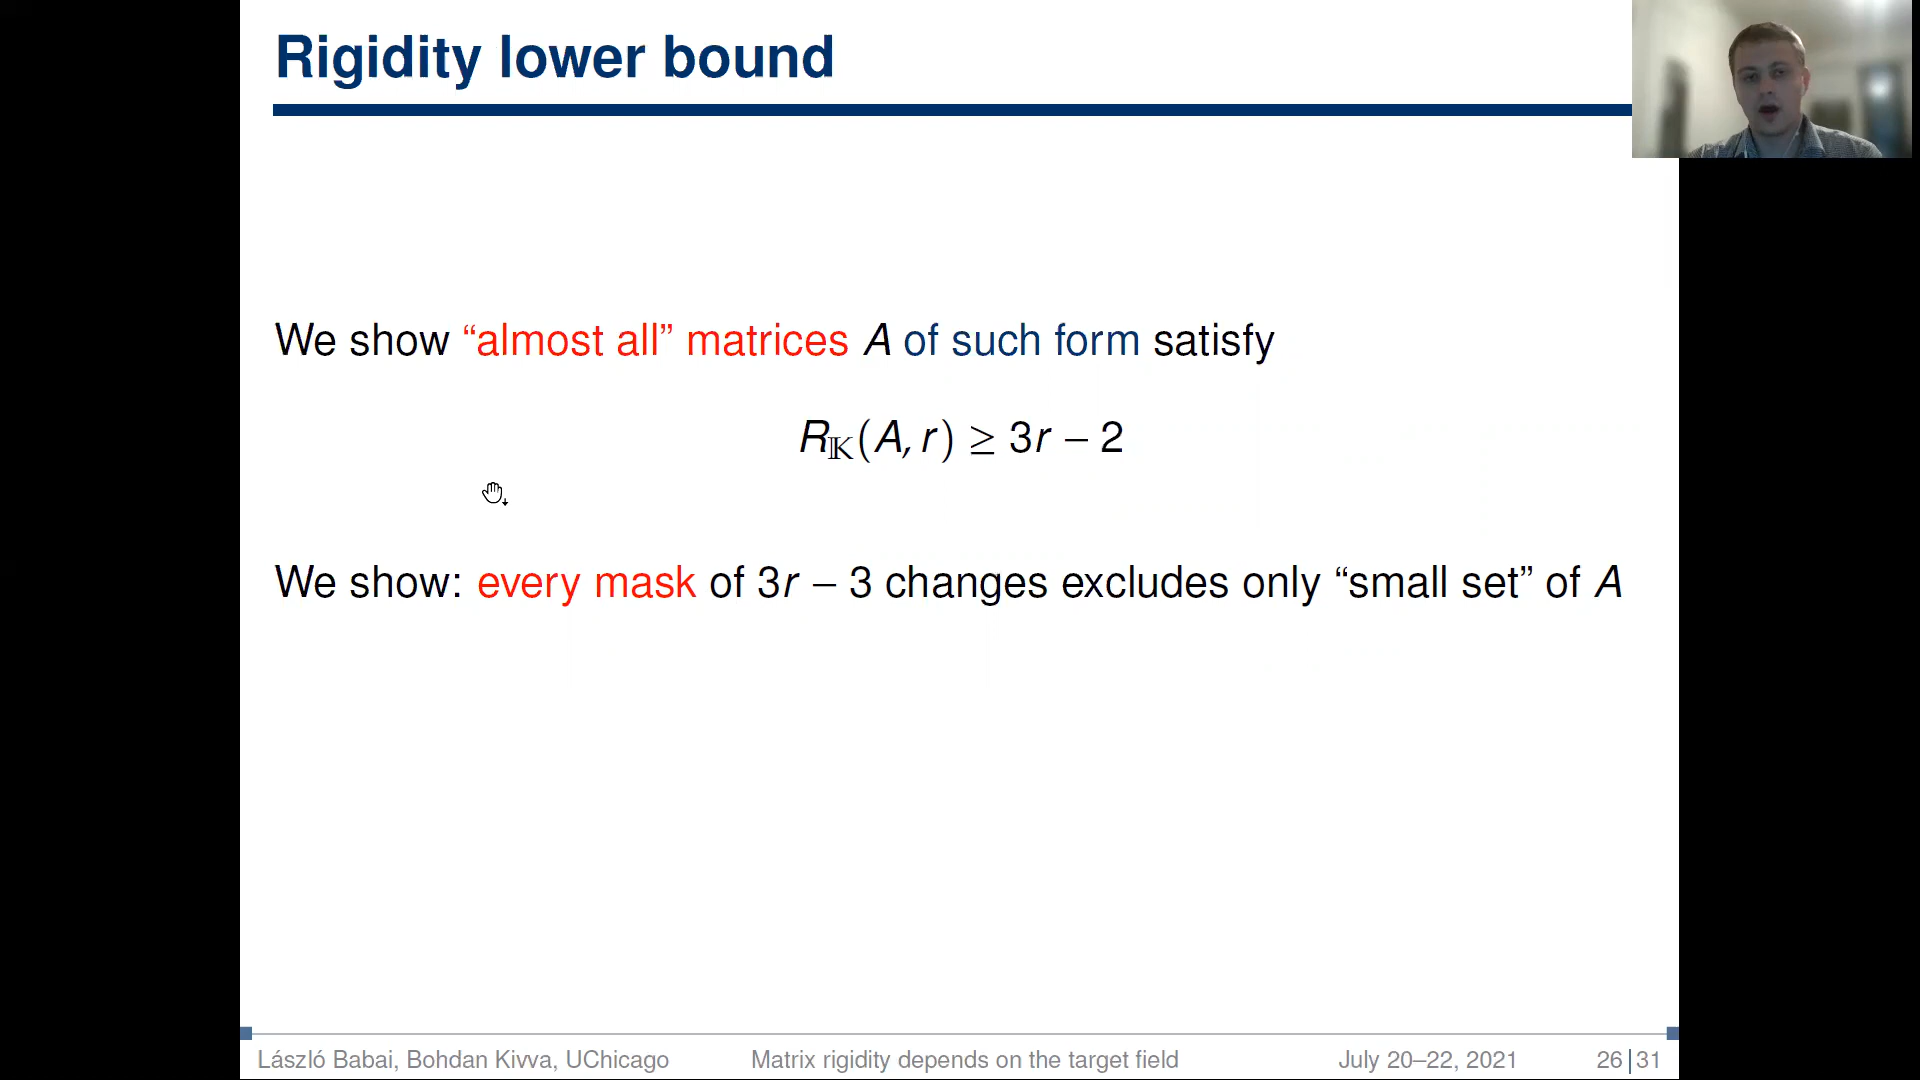 Rigidity lower bound
We show “almost all” matrices A of such form satisfy
R𝕂(A, r) ≥ 3r − 2
We show: every mask of 3r − 3 changes excludes only “small set” of A
László Babai, Bohdan Kivva, UChicago Matrix rigidity depends on the target field July 20–22, 2021 26|31